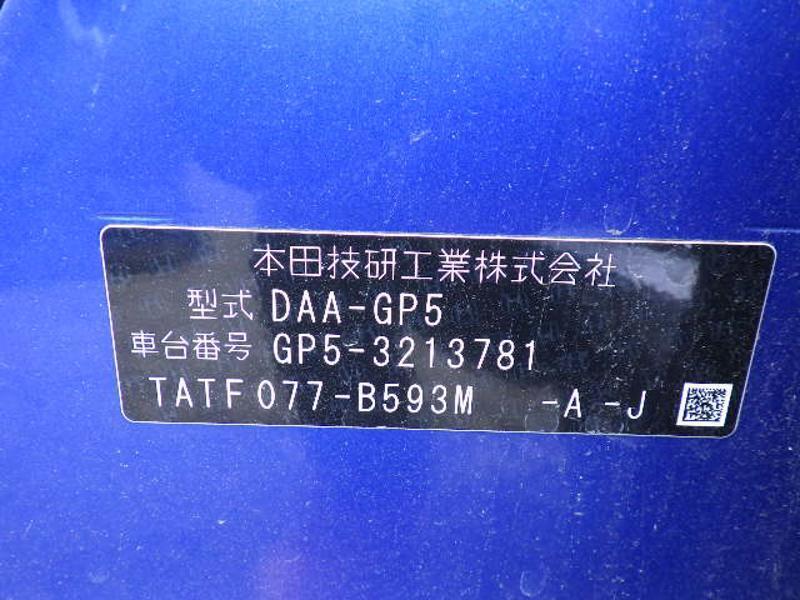 本田技研工業株式会社
型式 DAA-GP5
車台番号 GP5-3213781
TATF077-B593M -A -J